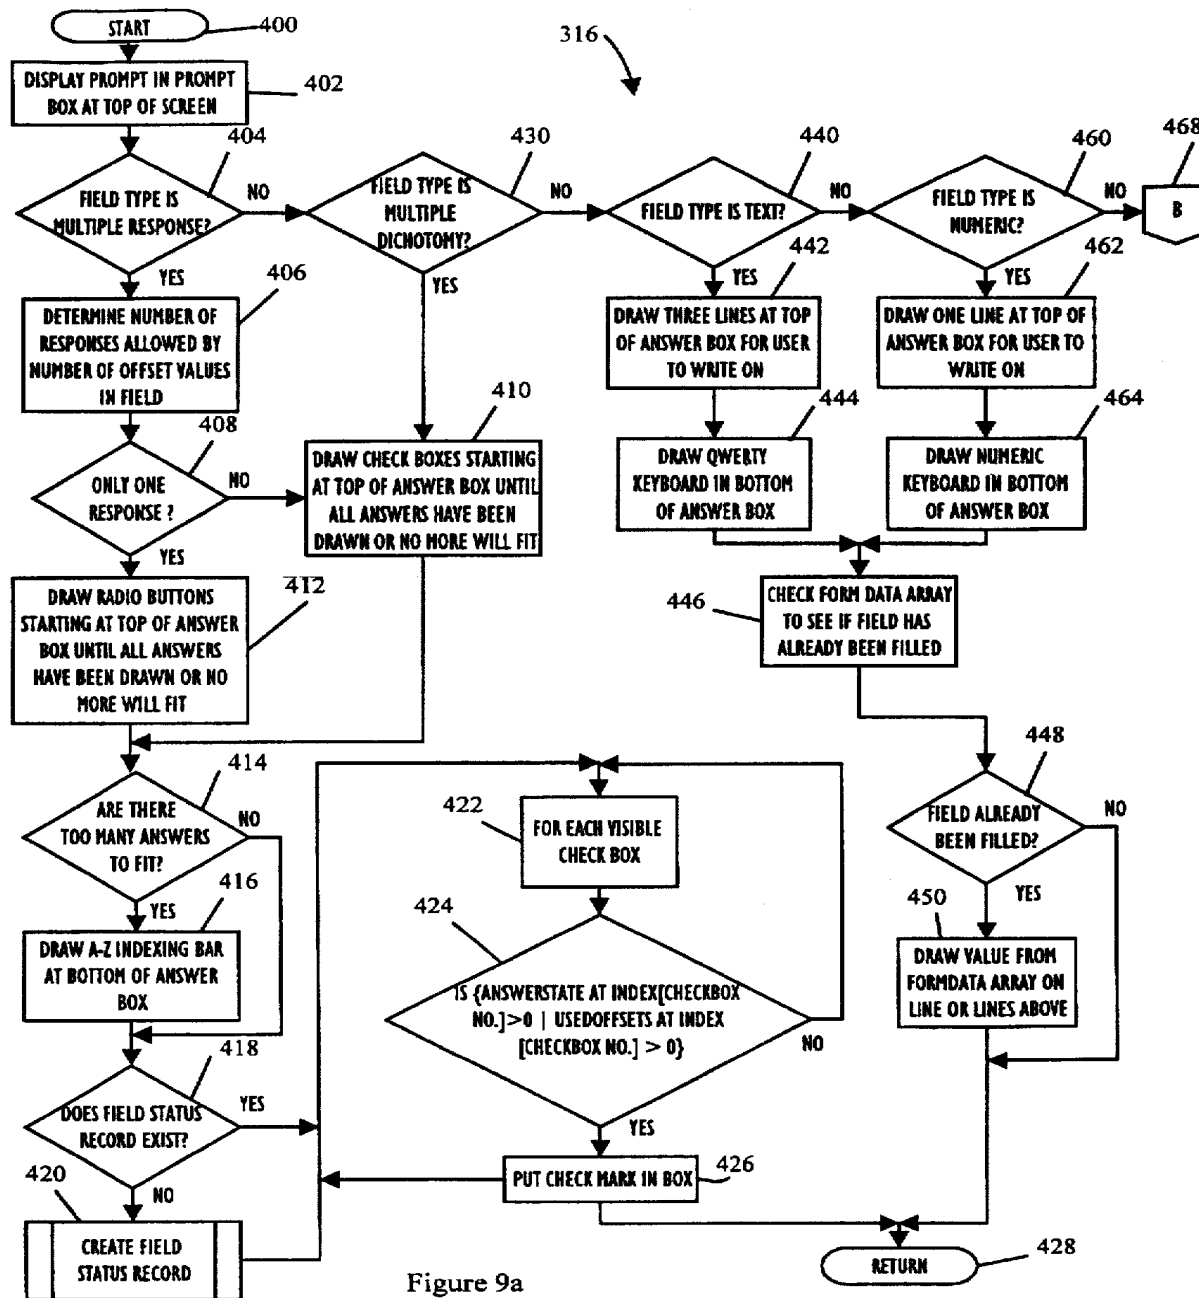 START
400
316
DISPLAY PROMPT IN PROMPT
BOX AT TOP OF SCREEN
402
404
430
440
460
468
FIELD TYPE IS
MULTIPLE RESPONSE?
NO
FIELD TYPE IS
MULTIPLE
DICHOTOMY?
NO
FIELD TYPE IS TEXT?
NO
FIELD TYPE IS
NUMERIC?
NO
B
YES
YES
YES
YES
406
442
462
DETERMINE NUMBER OF
RESPONSES ALLOWED BY
NUMBER OF OFFSET VALUES
IN FIELD
DRAW THREE LINES AT TOP
OF ANSWER BOX FOR USER
TO WRITE ON
DRAW ONE LINE AT TOP OF
ANSWER BOX FOR USER TO
WRITE ON
408
410
444
464
ONLY ONE
RESPONSE ?
NO
YES
DRAW CHECK BOXES STARTING
AT TOP OF ANSWER BOX UNTIL
ALL ANSWERS HAVE BEEN
DRAWN OR NO MORE WILL FIT
DRAW QWERTY
KEYBOARD IN BOTTOM
OF ANSWER BOX
DRAW NUMERIC
KEYBOARD IN BOTTOM
OF ANSWER BOX
412
DRAW RADIO BUTTONS
STARTING AT TOP OF ANSWER
BOX UNTIL ALL ANSWERS
HAVE BEEN DRAWN OR NO
MORE WILL FIT
446
CHECK FORM DATA ARRAY
TO SEE IF FIELD HAS
ALREADY BEEN FILLED
414
448
ARE THERE
TOO MANY ANSWERS
TO FIT?
NO
YES
422
FOR EACH VISIBLE
CHECK BOX
FIELD ALREADY
BEEN FILLED?
NO
YES
416
424
450
DRAW A-Z INDEXING BAR
AT BOTTOM OF ANSWER
BOX
IS {ANSWERSTATE AT INDEX[CHECKBOX
NO.]>0 | USEDOFFSETS AT INDEX
[CHECKBOX NO.] > 0}
NO
YES
DRAW VALUE FROM
FORMDATA ARRAY ON
LINE OR LINES ABOVE
418
DOES FIELD STATUS
RECORD EXIST?
YES
NO
PUT CHECK MARK IN BOX
426
420
CREATE FIELD
STATUS RECORD
RETURN
428
Figure 9a